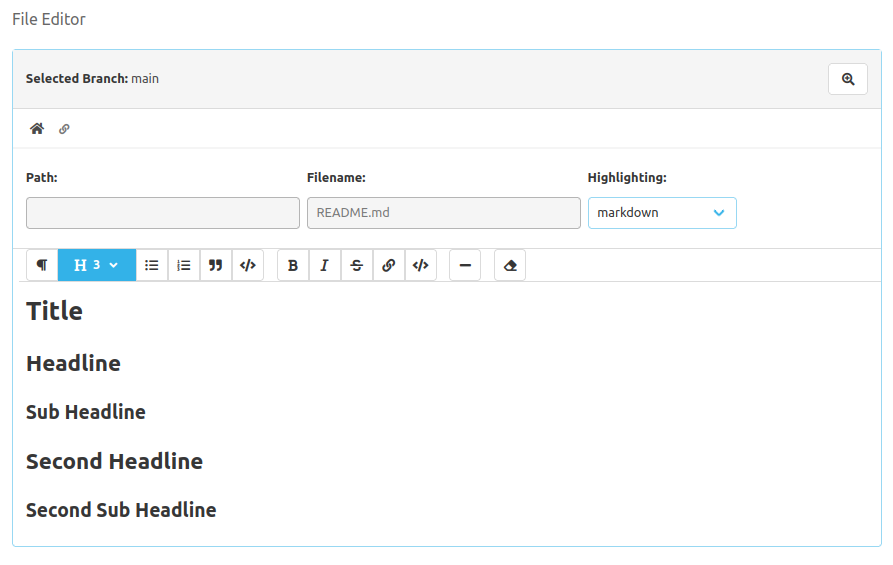 File Editor
Selected Branch: main
Path: Filename: Highlighting:
README.md markdown
H 3 B I S
Title
Headline
Sub Headline
Second Headline
Second Sub Headline